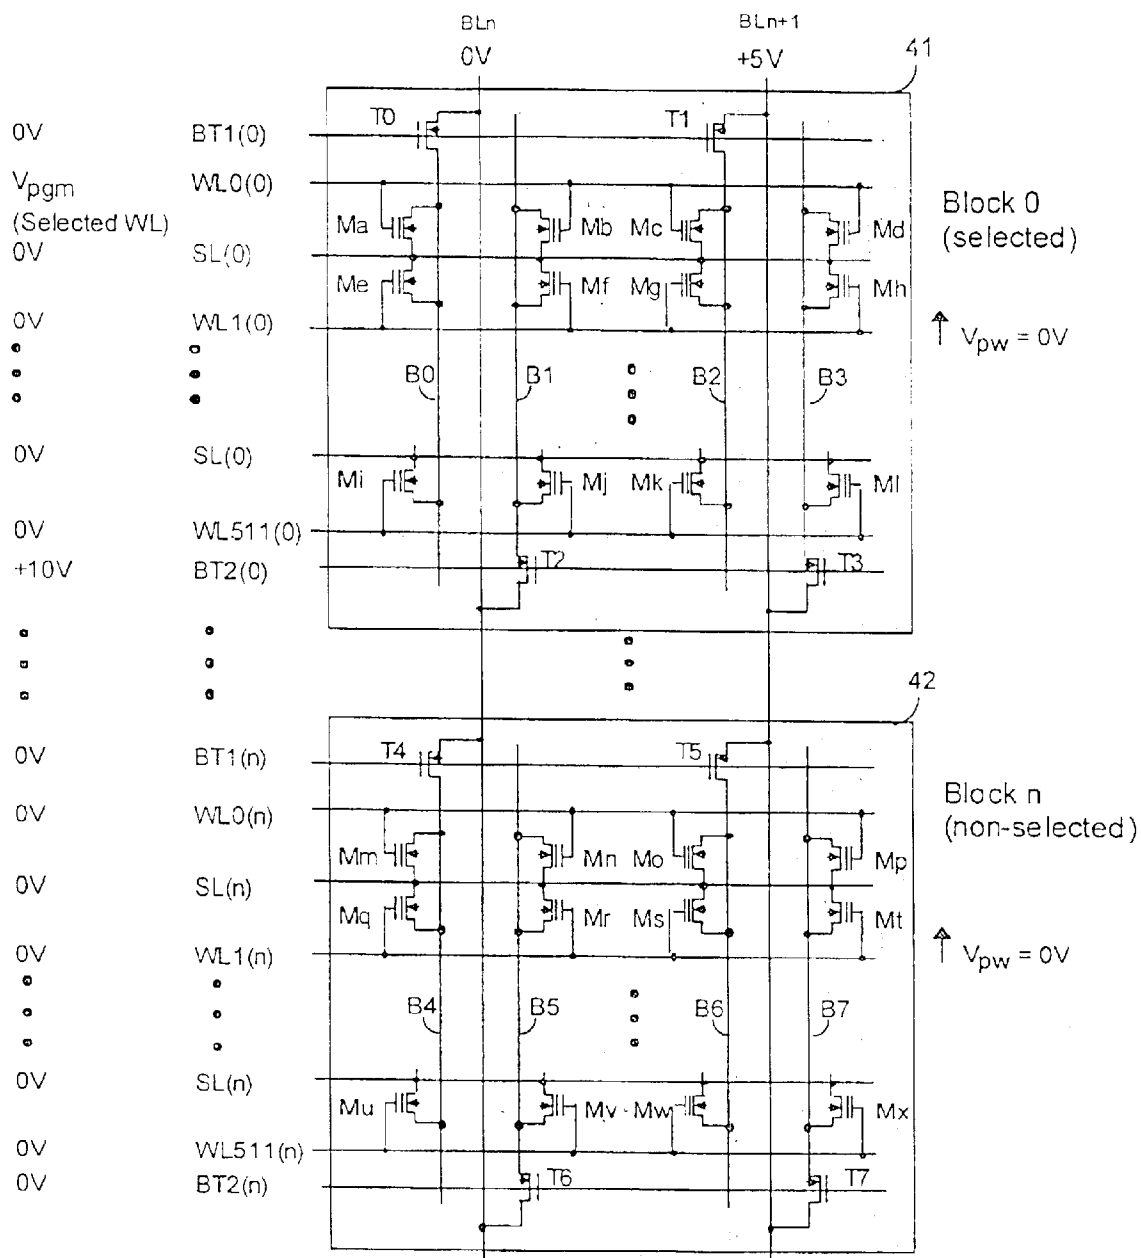 BLn BLn+1
0V +5V 41
T0 T1
0V BT1(0)
Vpgm WL0(0)
(Selected WL) Ma Mb Mc Md Block 0
(selected)
0V SL(0)
Me Mf Mg Mh
0V WL1(0) Vpw = 0V
B0 B1 B2 B3
0V SL(0)
Mi Mj Mk Ml
0V WL511(0)
+10V BT2(0) T2 T3
42
0V BT1(n) T4 T5
0V WL0(n) Block n
(non-selected)
Mm Mn Mo Mp
0V SL(n)
Mq Mr Ms Mt
0V WL1(n) Vpw = 0V
B4 B5 B6 B7
0V SL(n)
Mu Mv Mw Mx
0V WL511(n)
0V BT2(n) T6 T7